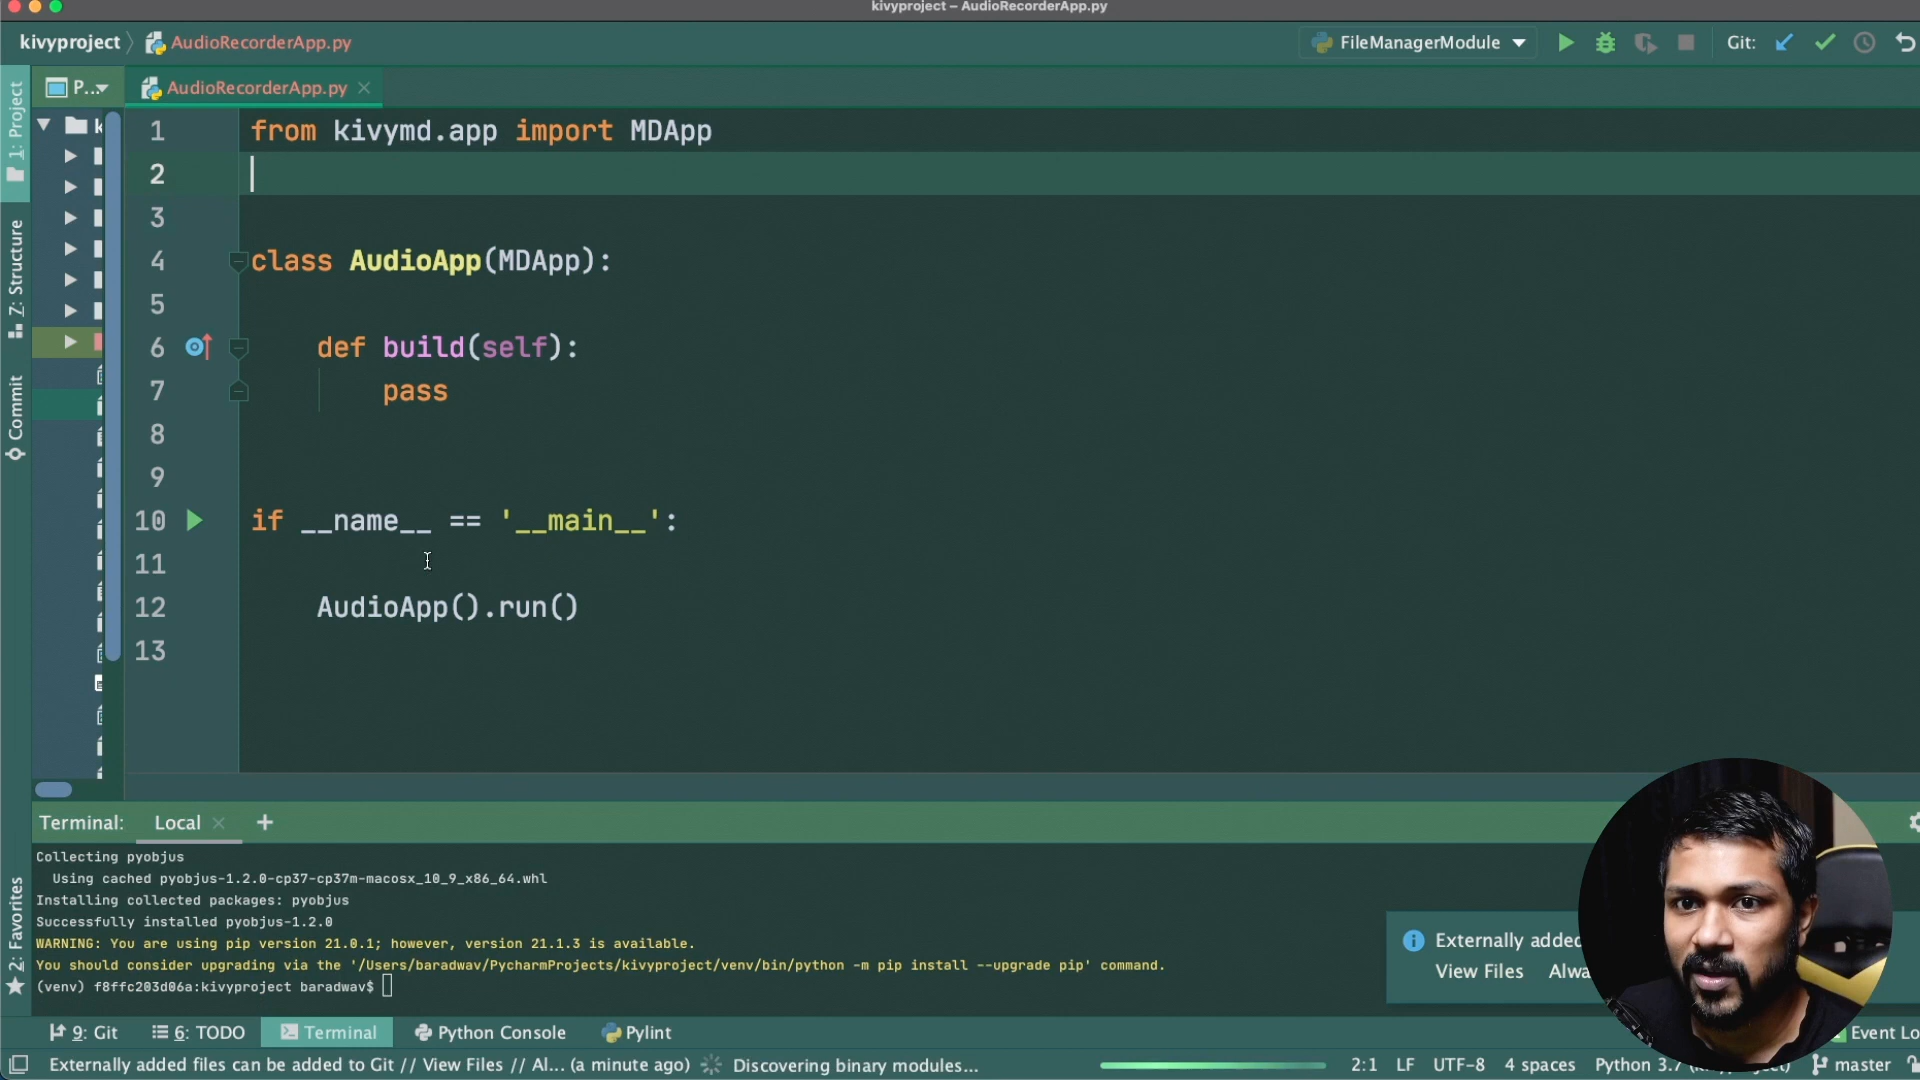 kivyproject – AudioRecorderApp.py
kivyproject AudioRecorderApp.py FileManagerModule Git:
P... AudioRecorderApp.py
1: Project
Z: Structure
Commit
2: Favorites
k
1 from kivymd.app import MDApp
2
3
4 class AudioApp(MDApp):
5
6 def build(self):
7 pass
8
9
10 if __name__ == '__main__':
11
12 AudioApp().run()
13
Terminal: Local +
Collecting pyobjus
Using cached pyobjus-1.2.0-cp37-cp37m-macosx_10_9_x86_64.whl
Installing collected packages: pyobjus
Successfully installed pyobjus-1.2.0
WARNING: You are using pip version 21.0.1; however, version 21.1.3 is available.
You should consider upgrading via the '/Users/baradwav/PycharmProjects/kivyproject/venv/bin/python -m pip install --upgrade pip' command.
(venv) f8ffc203d06a:kivyproject baradwav$
Externally added
View Files Alwa
9: Git 6: TODO Terminal Python Console Pylint Event Lo
Externally added files can be added to Git // View Files // Al... (a minute ago) Discovering binary modules... 2:1 LF UTF-8 4 spaces Python 3.7 master